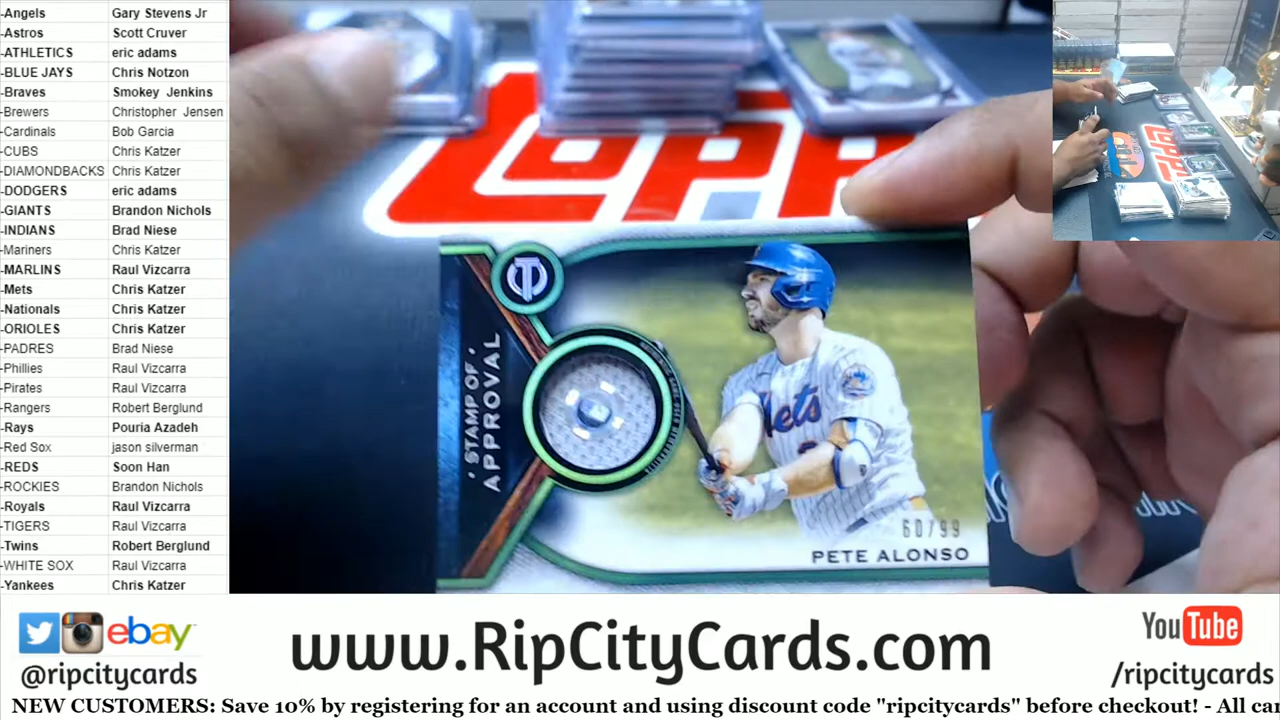 -Angels Gary Stevens Jr
-Astros Scott Cruver
-ATHLETICS eric adams
-BLUE JAYS Chris Notzon
-Braves Smokey Jenkins
-Brewers Christopher Jensen
-Cardinals Bob Garcia
-CUBS Chris Katzer
-DIAMONDBACKS Chris Katzer
-DODGERS eric adams
-GIANTS Brandon Nichols
-INDIANS Brad Niese
-Mariners Chris Katzer
-MARLINS Raul Vizcarra
-Mets Chris Katzer
-Nationals Chris Katzer
-ORIOLES Chris Katzer
-PADRES Brad Niese
-Phillies Raul Vizcarra
-Pirates Raul Vizcarra
-Rangers Robert Berglund
-Rays Pouria Azadeh
-Red Sox jason silverman
-REDS Soon Han
-ROCKIES Brandon Nichols
-Royals Raul Vizcarra
-TIGERS Raul Vizcarra
-Twins Robert Berglund
-WHITE SOX Raul Vizcarra
-Yankees Chris Katzer
TOPP
STAMP OF
APPROVAL
Mets
60/99
PETE ALONSO
ebay
@ripcitycards
www.RipCityCards.com
YouTube
/ripcitycards
NEW CUSTOMERS: Save 10% by registering for an account and using discount code "ripcitycards" before checkout! - All car